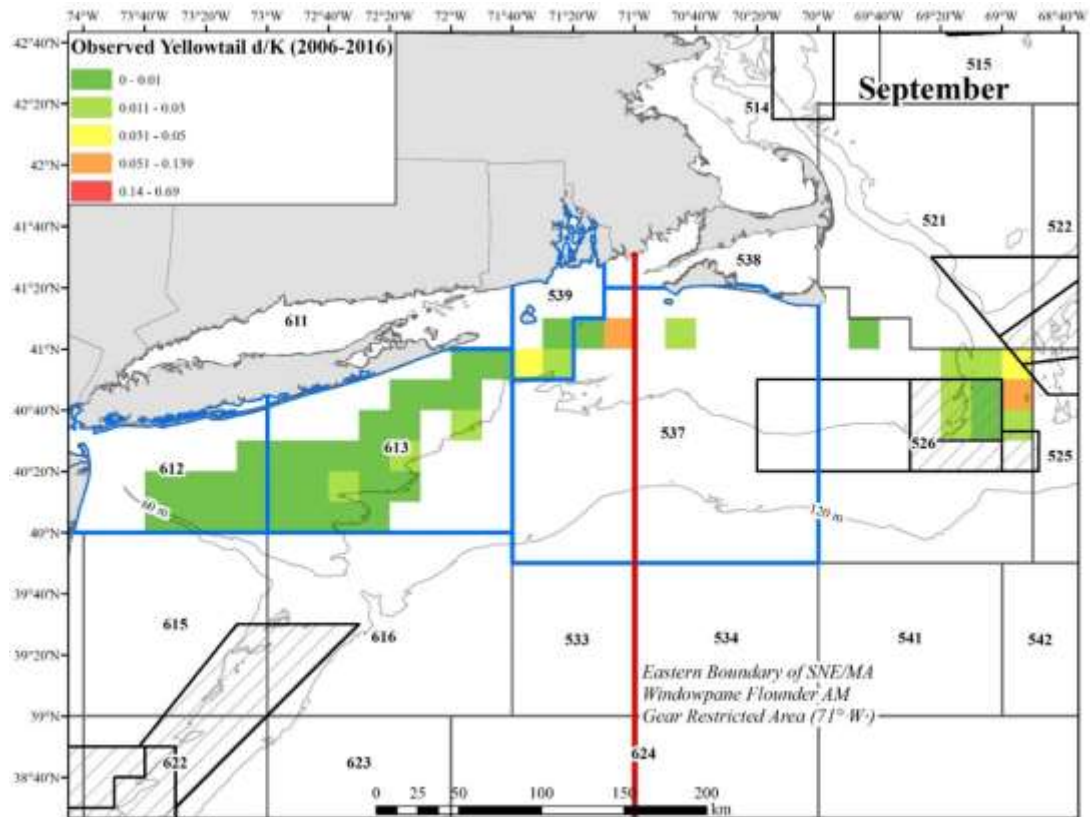 74°W 73°20'W 72°40'W 72°20'W 71°40'W 71°20'W 71°W 70°40'W 70°20'W 70°W 69°40'W 69°20'W 69°W 68°40'W
42°40'N
Observed Yellowtail d/K (2006-2016)
0 - 0.01
0.011 - 0.03
0.031 - 0.05
0.051 - 0.139
0.14 - 0.69
515
September
514
42°20'N
42°N
41°40'N
521
522
538
41°20'N
539
611
41°N
40°40'N
537
613
526
612
525
40°20'N
60 m
120 m
40°N
39°40'N
615
616
533
534
541
542
39°20'N
Eastern Boundary of SNE/MA
Windowpane Flounder AM
Gear Restricted Area (71° W)
39°N
622
623
624
38°40'N
0 25 50 100 150 200
km